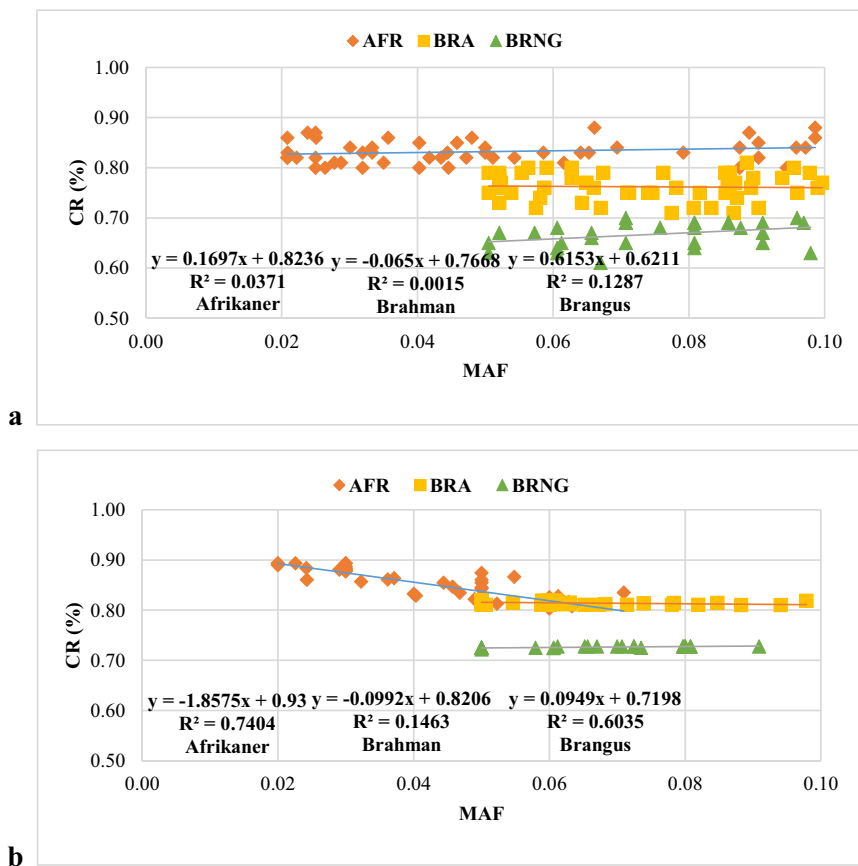 AFR BRA BRNG
1.00
0.90
0.80
0.70
0.60
0.50
CR (%)
y = 0.1697x + 0.8236 y = -0.065x + 0.7668 y = 0.6153x + 0.6211
R² = 0.0371 R² = 0.0015 R² = 0.1287
Afrikaner Brahman Brangus
0.00 0.02 0.04 0.06 0.08 0.10
MAF
a
AFR BRA BRNG
1.00
0.90
0.80
0.70
0.60
0.50
CR (%)
y = -1.8575x + 0.93 y = -0.0992x + 0.8206 y = 0.0949x + 0.7198
R² = 0.7404 R² = 0.1463 R² = 0.6035
Afrikaner Brahman Brangus
0.00 0.02 0.04 0.06 0.08 0.10
MAF
b